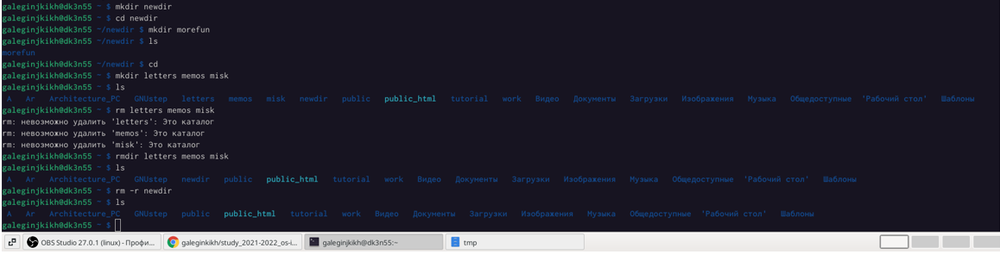 galeginjkikh@dk3n55 ~ $ mkdir newdir
galeginjkikh@dk3n55 ~ $ cd newdir
galeginjkikh@dk3n55 ~/newdir $ mkdir morefun
galeginjkikh@dk3n55 ~/newdir $ ls
morefun
galeginjkikh@dk3n55 ~/newdir $ cd
galeginjkikh@dk3n55 ~ $ mkdir letters memos misk
galeginjkikh@dk3n55 ~ $ ls
A Ar Architecture_PC GNUstep letters memos misk newdir public public_html tutorial work Видео Документы Загрузки Изображения Музыка Общедоступные 'Рабочий стол' Шаблоны
galeginjkikh@dk3n55 ~ $ rm letters memos misk
rm: невозможно удалить 'letters': Это каталог
rm: невозможно удалить 'memos': Это каталог
rm: невозможно удалить 'misk': Это каталог
galeginjkikh@dk3n55 ~ $ rmdir letters memos misk
galeginjkikh@dk3n55 ~ $ ls
A Ar Architecture_PC GNUstep newdir public public_html tutorial work Видео Документы Загрузки Изображения Музыка Общедоступные 'Рабочий стол' Шаблоны
galeginjkikh@dk3n55 ~ $ rm -r newdir
galeginjkikh@dk3n55 ~ $ ls
A Ar Architecture_PC GNUstep public public_html tutorial work Видео Документы Загрузки Изображения Музыка Общедоступные 'Рабочий стол' Шаблоны
galeginjkikh@dk3n55 ~ $
OBS Studio 27.0.1 (linux) - Профи... galeginkikh/study_2021-2022_os-i... galeginjkikh@dk3n55:~ tmp